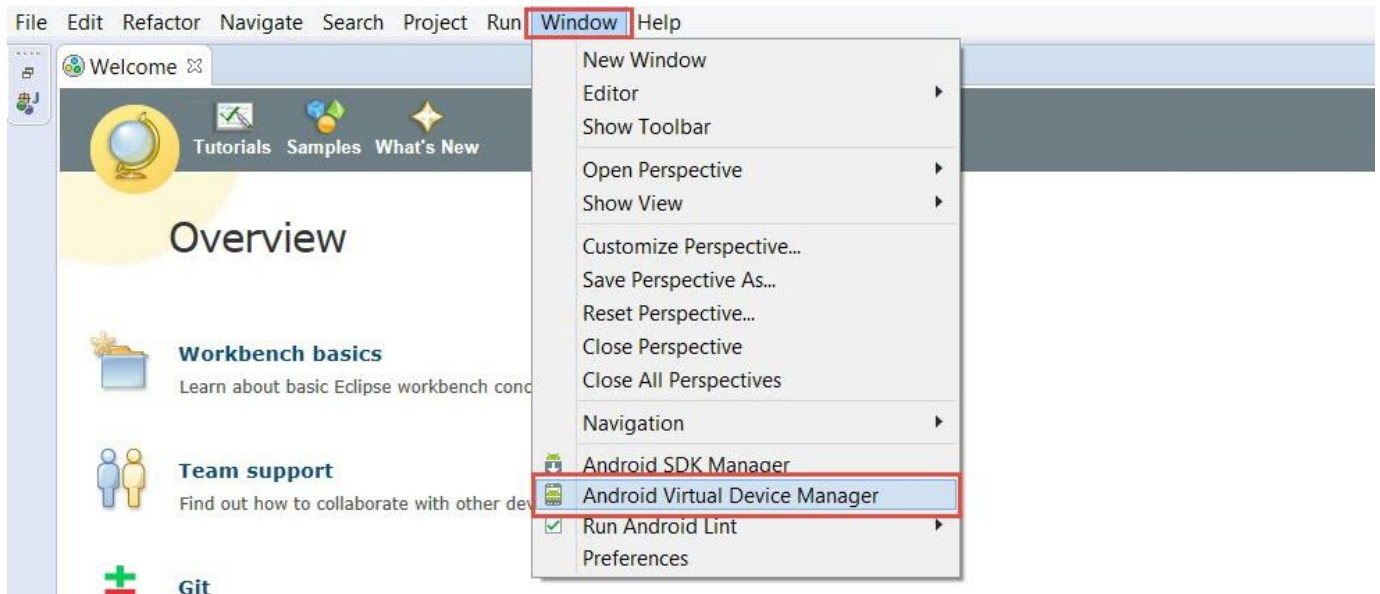 File Edit Refactor Navigate Search Project Run Window Help
Welcome
Tutorials Samples What's New
Overview
Workbench basics
Learn about basic Eclipse workbench conc
Team support
Find out how to collaborate with other dev
Git
New Window
Editor
Show Toolbar
Open Perspective
Show View
Customize Perspective...
Save Perspective As...
Reset Perspective...
Close Perspective
Close All Perspectives
Navigation
Android SDK Manager
Android Virtual Device Manager
Run Android Lint
Preferences